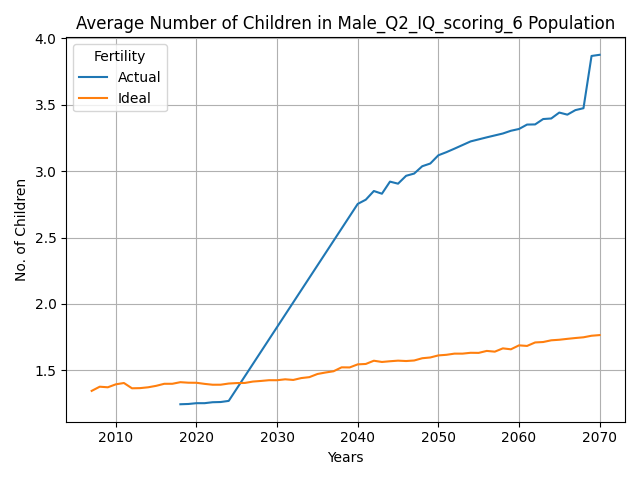 Average Number of Children in Male_Q2_IQ_scoring_6 Population
Fertility
Actual
Ideal
No. of Children
4.0
3.5
3.0
2.5
2.0
1.5
2010 2020 2030 2040 2050 2060 2070
Years